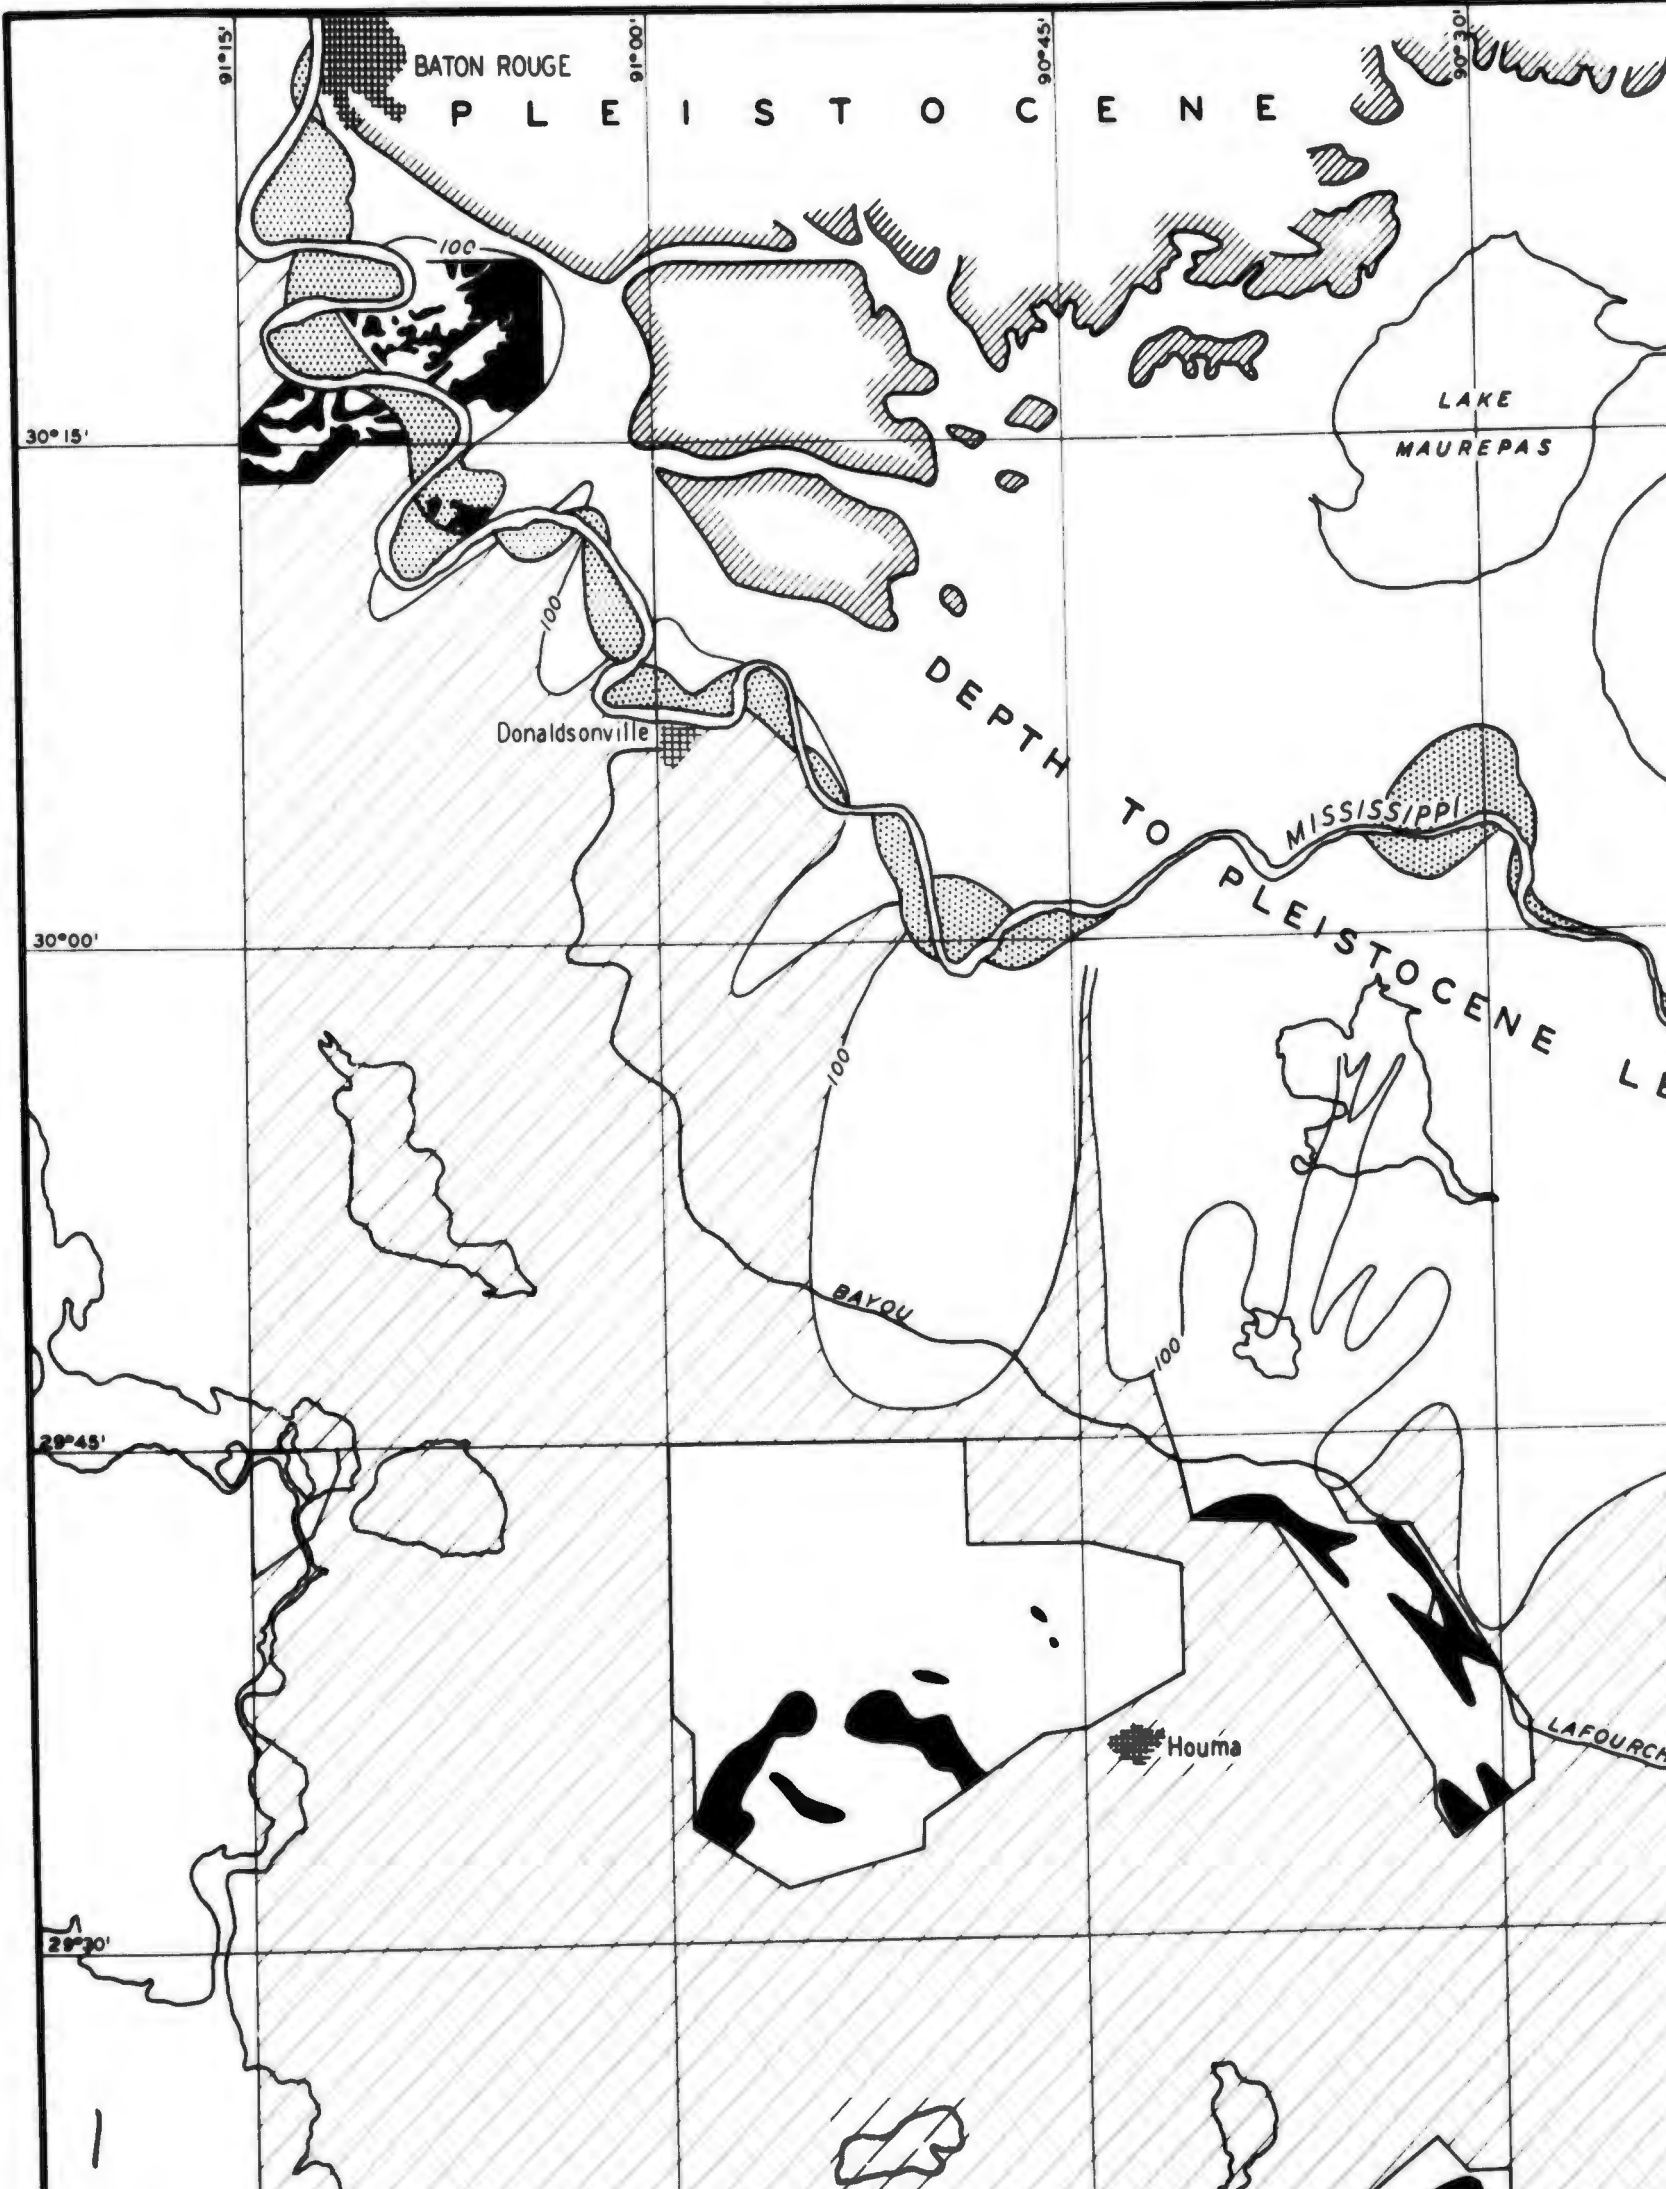 91°15'
91°00'
90°45'
90°30'
BATON ROUGE
PLEISTOCENE
100
30°15'
LAKE
MAUREPAS
100
Donaldsonville
DEPTH TO PLEISTOCENE LE
MISSISSIPPI
30°00'
100
BAYOU
100
29°45'
Houma
LAFOURCH
29°30'